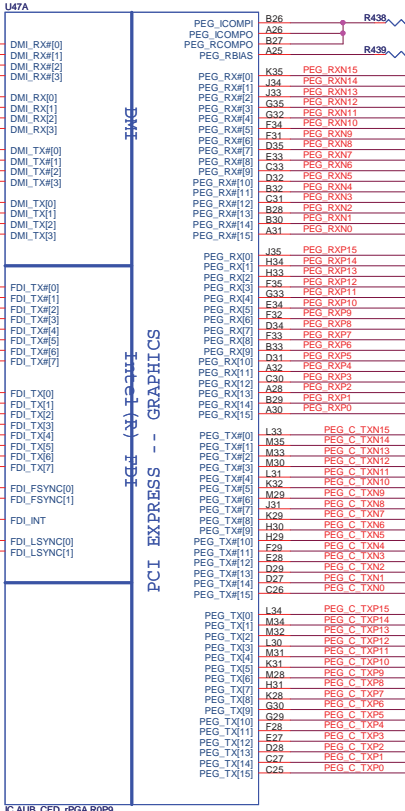 U47A
PEG_ICOMPI B26 R438
PEG_ICOMPO A26
PEG_RCOMPO B27
PEG_RBIAS A25 R439
DMI_RX#[0]
DMI_RX#[1]
DMI_RX#[2]
DMI_RX#[3]
DMI_RX[0]
DMI_RX[1]
DMI_RX[2]
DMI_RX[3]
DMI_TX#[0]
DMI_TX#[1]
DMI_TX#[2]
DMI_TX#[3]
DMI_TX[0]
DMI_TX[1]
DMI_TX[2]
DMI_TX[3]
DMI
FDI_TX#[0]
FDI_TX#[1]
FDI_TX#[2]
FDI_TX#[3]
FDI_TX#[4]
FDI_TX#[5]
FDI_TX#[6]
FDI_TX#[7]
FDI_TX[0]
FDI_TX[1]
FDI_TX[2]
FDI_TX[3]
FDI_TX[4]
FDI_TX[5]
FDI_TX[6]
FDI_TX[7]
FDI_FSYNC[0]
FDI_FSYNC[1]
FDI_INT
FDI_LSYNC[0]
FDI_LSYNC[1]
Intel(R) FDI
PCI EXPRESS -- GRAPHICS
PEG_RX#[0] K35 PEG_RXN15
PEG_RX#[1] J34 PEG_RXN14
PEG_RX#[2] J33 PEG_RXN13
PEG_RX#[3] G35 PEG_RXN12
PEG_RX#[4] G32 PEG_RXN11
PEG_RX#[5] F34 PEG_RXN10
PEG_RX#[6] F31 PEG_RXN9
PEG_RX#[7] D35 PEG_RXN8
PEG_RX#[8] E33 PEG_RXN7
PEG_RX#[9] C33 PEG_RXN6
PEG_RX#[10] D32 PEG_RXN5
PEG_RX#[11] B32 PEG_RXN4
PEG_RX#[12] C31 PEG_RXN3
PEG_RX#[13] B28 PEG_RXN2
PEG_RX#[14] B30 PEG_RXN1
PEG_RX#[15] A31 PEG_RXN0
PEG_RX[0] J35 PEG_RXP15
PEG_RX[1] H34 PEG_RXP14
PEG_RX[2] H33 PEG_RXP13
PEG_RX[3] F35 PEG_RXP12
PEG_RX[4] G33 PEG_RXP11
PEG_RX[5] E34 PEG_RXP10
PEG_RX[6] F32 PEG_RXP9
PEG_RX[7] D34 PEG_RXP8
PEG_RX[8] F33 PEG_RXP7
PEG_RX[9] B33 PEG_RXP6
PEG_RX[10] D31 PEG_RXP5
PEG_RX[11] A32 PEG_RXP4
PEG_RX[12] C30 PEG_RXP3
PEG_RX[13] A28 PEG_RXP2
PEG_RX[14] B29 PEG_RXP1
PEG_RX[15] A30 PEG_RXP0
PEG_TX#[0] L33 PEG_C_TXN15
PEG_TX#[1] M35 PEG_C_TXN14
PEG_TX#[2] M33 PEG_C_TXN13
PEG_TX#[3] M30 PEG_C_TXN12
PEG_TX#[4] L31 PEG_C_TXN11
PEG_TX#[5] K32 PEG_C_TXN10
PEG_TX#[6] M29 PEG_C_TXN9
PEG_TX#[7] J31 PEG_C_TXN8
PEG_TX#[8] K29 PEG_C_TXN7
PEG_TX#[9] H30 PEG_C_TXN6
PEG_TX#[10] H29 PEG_C_TXN5
PEG_TX#[11] F29 PEG_C_TXN4
PEG_TX#[12] E28 PEG_C_TXN3
PEG_TX#[13] D29 PEG_C_TXN2
PEG_TX#[14] D27 PEG_C_TXN1
PEG_TX#[15] C26 PEG_C_TXN0
PEG_TX[0] L34 PEG_C_TXP15
PEG_TX[1] M34 PEG_C_TXP14
PEG_TX[2] M32 PEG_C_TXP13
PEG_TX[3] L30 PEG_C_TXP12
PEG_TX[4] M31 PEG_C_TXP11
PEG_TX[5] K31 PEG_C_TXP10
PEG_TX[6] M28 PEG_C_TXP9
PEG_TX[7] H31 PEG_C_TXP8
PEG_TX[8] K28 PEG_C_TXP7
PEG_TX[9] G30 PEG_C_TXP6
PEG_TX[10] G29 PEG_C_TXP5
PEG_TX[11] F28 PEG_C_TXP4
PEG_TX[12] E27 PEG_C_TXP3
PEG_TX[13] D28 PEG_C_TXP2
PEG_TX[14] C27 PEG_C_TXP1
PEG_TX[15] C25 PEG_C_TXP0
IC,AUB_CFD_rPGA,R0P9